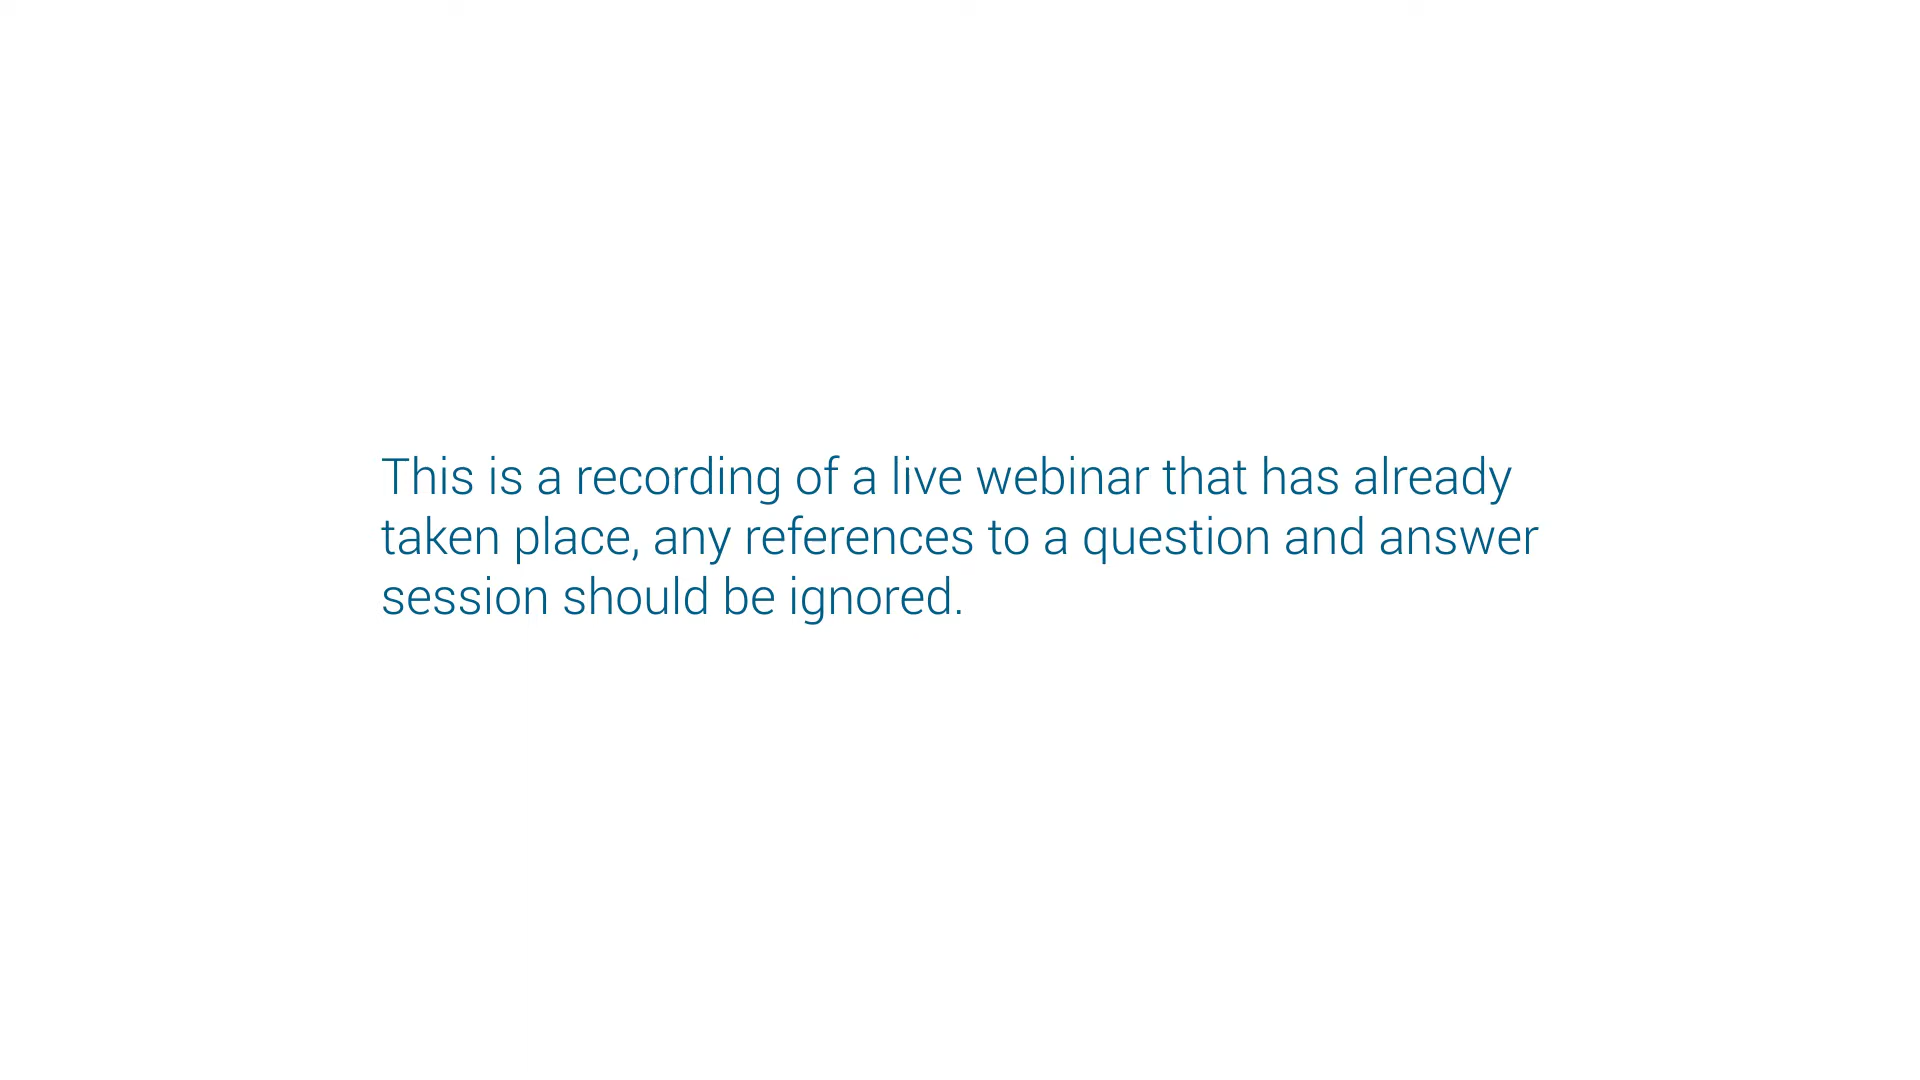 This is a recording of a live webinar that has already
taken place, any references to a question and answer
session should be ignored.